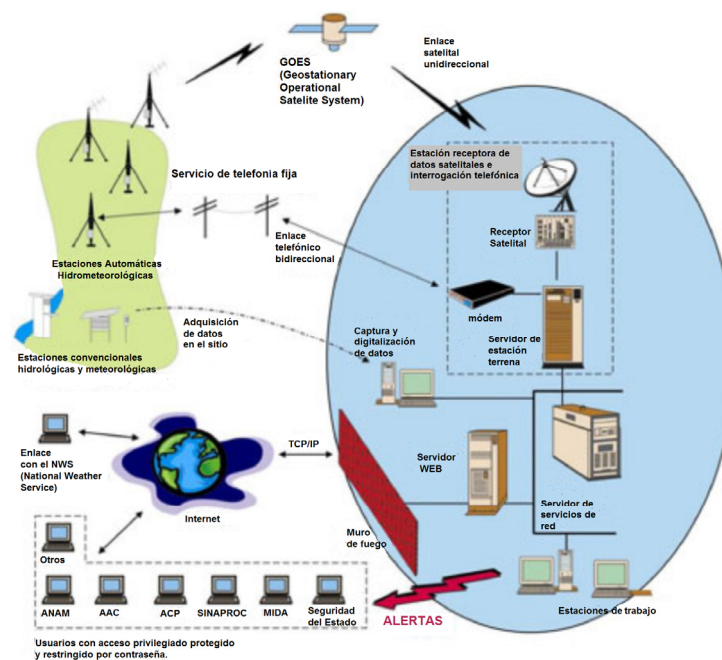 GOES
(Geostationary
Operational
Satelite System)
Enlace
satelital
unidireccional
Estación receptora de
datos satelitales e
interrogación telefónica
Servicio de telefonia fija
Receptor
Satelital
Enlace
telefónico
bidireccional
Estaciones Automáticas
Hidrometeorológicas
módem
Adquisición
de datos
en el sitio
Captura y
digitalización
de datos
Servidor de
estación
terrena
Estaciones convencionales
hidrológicas y meteorológicas
Enlace
con el NWS
(National Weather
Service)
TCP/IP
Servidor
WEB
Internet
Muro
de fuego
Servidor de
servicios de
red
Otros
ANAM
AAC
ACP
SINAPROC
MIDA
Seguridad
del Estado
ALERTAS
Estaciones de trabajo
Usuarios con acceso privilegiado protegido
y restringido por contraseña.